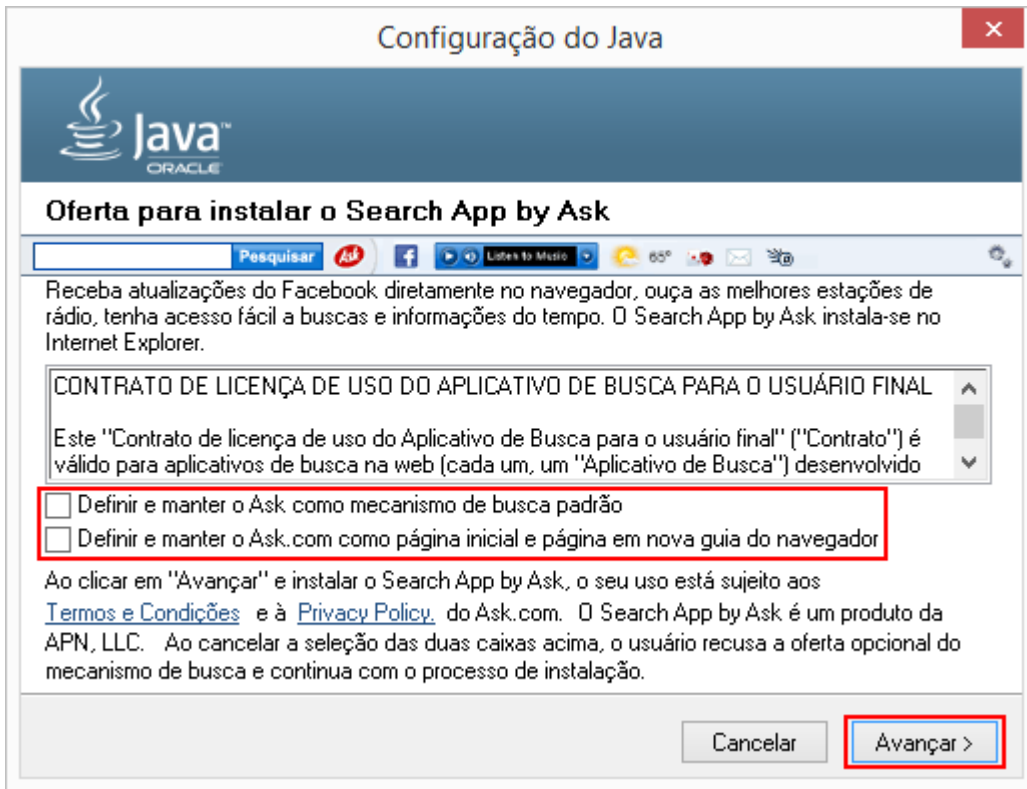 Configuração do Java
Java™
ORACLE
Oferta para instalar o Search App by Ask
Pesquisar Ask Listen to Music 65°
Receba atualizações do Facebook diretamente no navegador, ouça as melhores estações de
rádio, tenha acesso fácil a buscas e informações do tempo. O Search App by Ask instala-se no
Internet Explorer.
CONTRATO DE LICENÇA DE USO DO APLICATIVO DE BUSCA PARA O USUÁRIO FINAL
Este "Contrato de licença de uso do Aplicativo de Busca para o usuário final" ("Contrato") é
válido para aplicativos de busca na web (cada um, um "Aplicativo de Busca") desenvolvido
Definir e manter o Ask como mecanismo de busca padrão
Definir e manter o Ask.com como página inicial e página em nova guia do navegador
Ao clicar em "Avançar" e instalar o Search App by Ask, o seu uso está sujeito aos
Termos e Condições e à Privacy Policy. do Ask.com. O Search App by Ask é um produto da
APN, LLC. Ao cancelar a seleção das duas caixas acima, o usuário recusa a oferta opcional do
mecanismo de busca e continua com o processo de instalação.
Cancelar
Avançar >